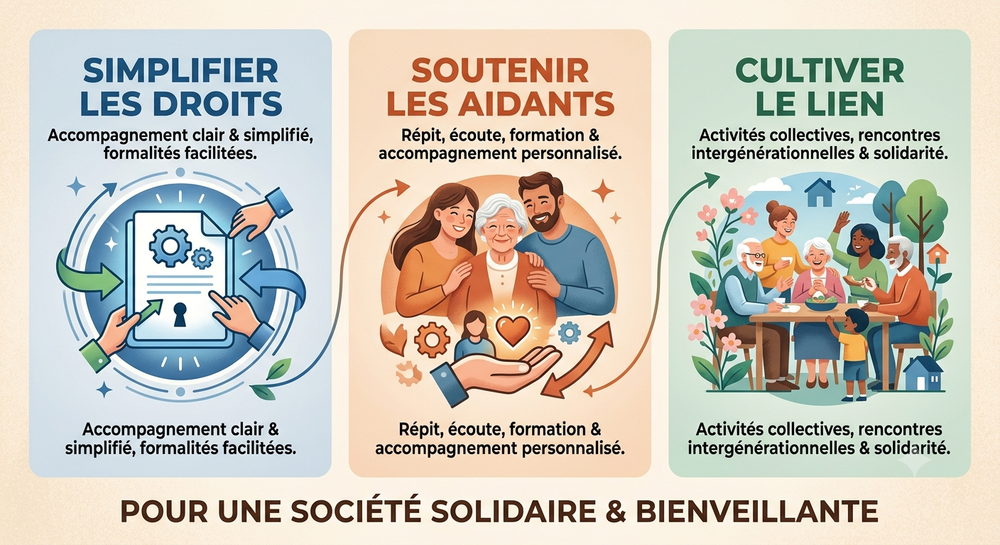 SIMPLIFIER
LES DROITS
Accompagnement clair & simplifié,
formalités facilitées.
Accompagnement clair &
simplifié, formalités facilitées.
SOUTENIR
LES AIDANTS
Répit, écoute, formation &
accompagnement personnalisé.
Répit, écoute, formation &
accompagnement personnalisé.
CULTIVER
LE LIEN
Activités collectives, rencontres
intergénérationnelles & solidarité.
Activités collectives, rencontres
intergénérationnelles & solidarité.
POUR UNE SOCIÉTÉ SOLIDAIRE & BIENVEILLANTE